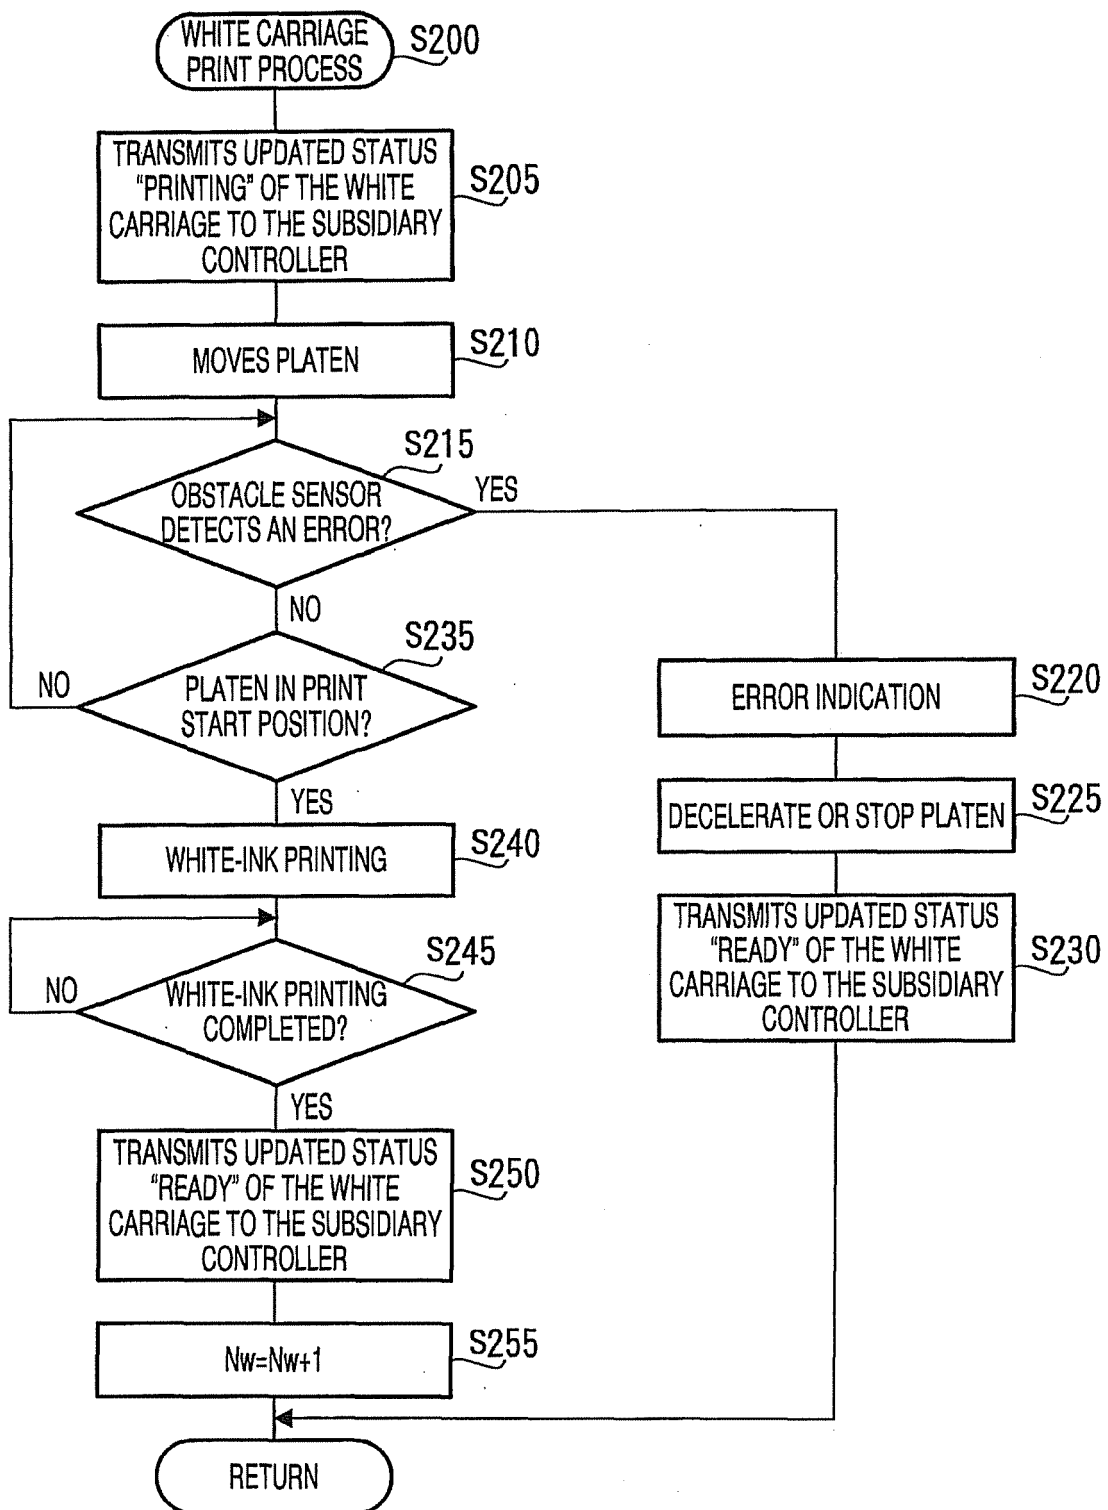 WHITE CARRIAGE
PRINT PROCESS
S200
TRANSMITS UPDATED STATUS
"PRINTING" OF THE WHITE
CARRIAGE TO THE SUBSIDIARY
CONTROLLER
S205
MOVES PLATEN
S210
OBSTACLE SENSOR
DETECTS AN ERROR?
S215
YES
NO
PLATEN IN PRINT
START POSITION?
S235
NO
YES
ERROR INDICATION
S220
DECELERATE OR STOP PLATEN
S225
TRANSMITS UPDATED STATUS
"READY" OF THE WHITE
CARRIAGE TO THE SUBSIDIARY
CONTROLLER
S230
WHITE-INK PRINTING
S240
WHITE-INK PRINTING
COMPLETED?
S245
NO
YES
TRANSMITS UPDATED STATUS
"READY" OF THE WHITE
CARRIAGE TO THE SUBSIDIARY
CONTROLLER
S250
Nw=Nw+1
S255
RETURN